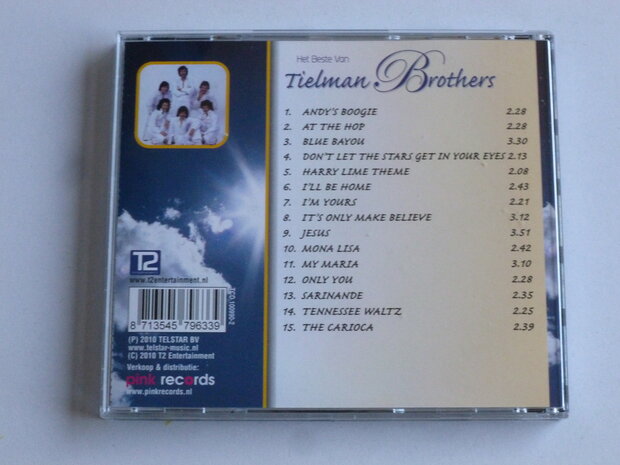 Het Beste Van
Tielman Brothers
1. ANDY'S BOOGIE 2.28
2. AT THE HOP 2.28
3. BLUE BAYOU 3.30
4. DON'T LET THE STARS GET IN YOUR EYES 2.13
5. HARRY LIME THEME 2.08
6. I'LL BE HOME 2.43
7. I'M YOURS 2.21
8. IT'S ONLY MAKE BELIEVE 3.12
9. JESUS 3.51
10. MONA LISA 2.42
11. MY MARIA 3.10
12. ONLY YOU 2.28
13. SARINANDE 2.35
14. TENNESSEE WALTZ 2.25
15. THE CARIOCA 2.39
T2
www.t2entertainment.nl
8 713545 796339
(P) 2010 TELSTAR BV
www.telstar-music.nl
(C) 2010 T2 Entertainment
Verkoop & distributie:
pink records
www.pinkrecords.nl